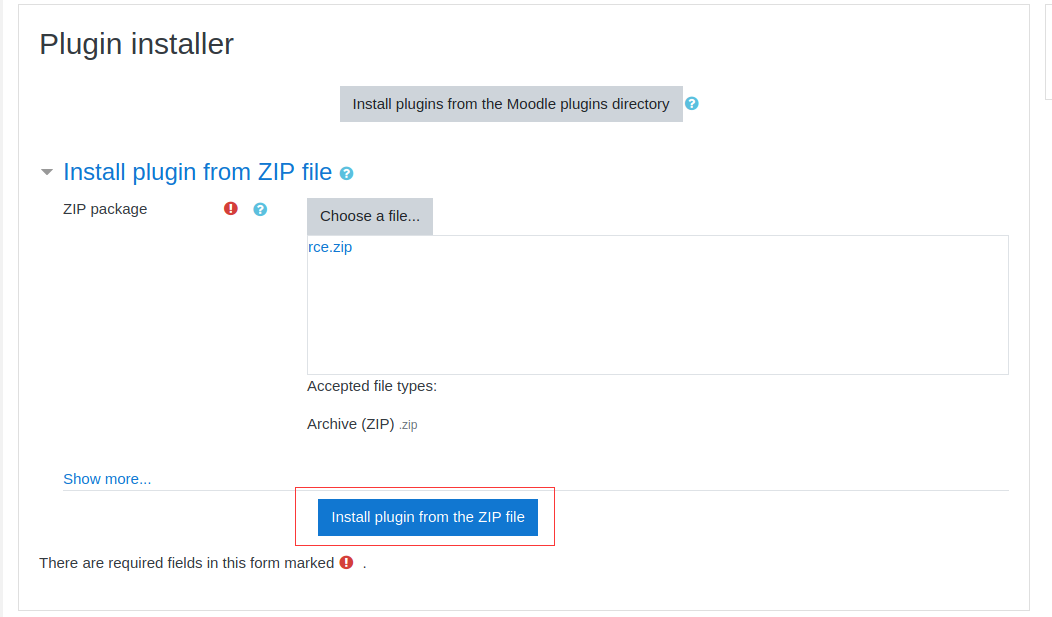 Plugin installer
Install plugins from the Moodle plugins directory
Install plugin from ZIP file
ZIP package
Choose a file...
rce.zip
Accepted file types:
Archive (ZIP) .zip
Show more...
Install plugin from the ZIP file
There are required fields in this form marked .